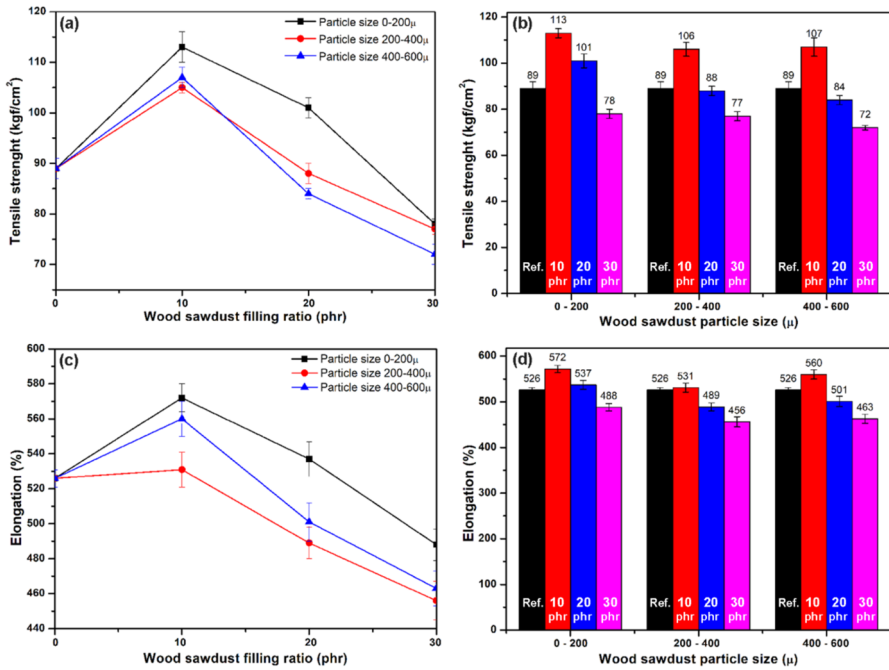 (a)
Particle size 0-200μ
Particle size 200-400μ
Particle size 400-600μ
Tensile strenght (kgf/cm²)
120
110
100
90
80
70
0
10
20
30
Wood sawdust filling ratio (phr)
(b)
Tensile strenght (kgf/cm²)
120
100
80
60
40
20
0
89
113
101
78
89
106
88
77
89
107
84
72
Ref.
10
phr
20
phr
30
phr
Ref.
10
phr
20
phr
30
phr
Ref.
10
phr
20
phr
30
phr
0 - 200
200 - 400
400 - 600
Wood sawdust particle size (μ)
(c)
Particle size 0-200μ
Particle size 200-400μ
Particle size 400-600μ
Elongation (%)
600
580
560
540
520
500
480
460
440
0
10
20
30
Wood sawdust filling ratio (phr)
(d)
Elongation (%)
600
500
400
300
200
100
0
526
572
537
488
526
531
489
456
526
560
501
463
Ref.
10
phr
20
phr
30
phr
Ref.
10
phr
20
phr
30
phr
Ref.
10
phr
20
phr
30
phr
0 - 200
200 - 400
400 - 600
Wood sawdust particle size (μ)